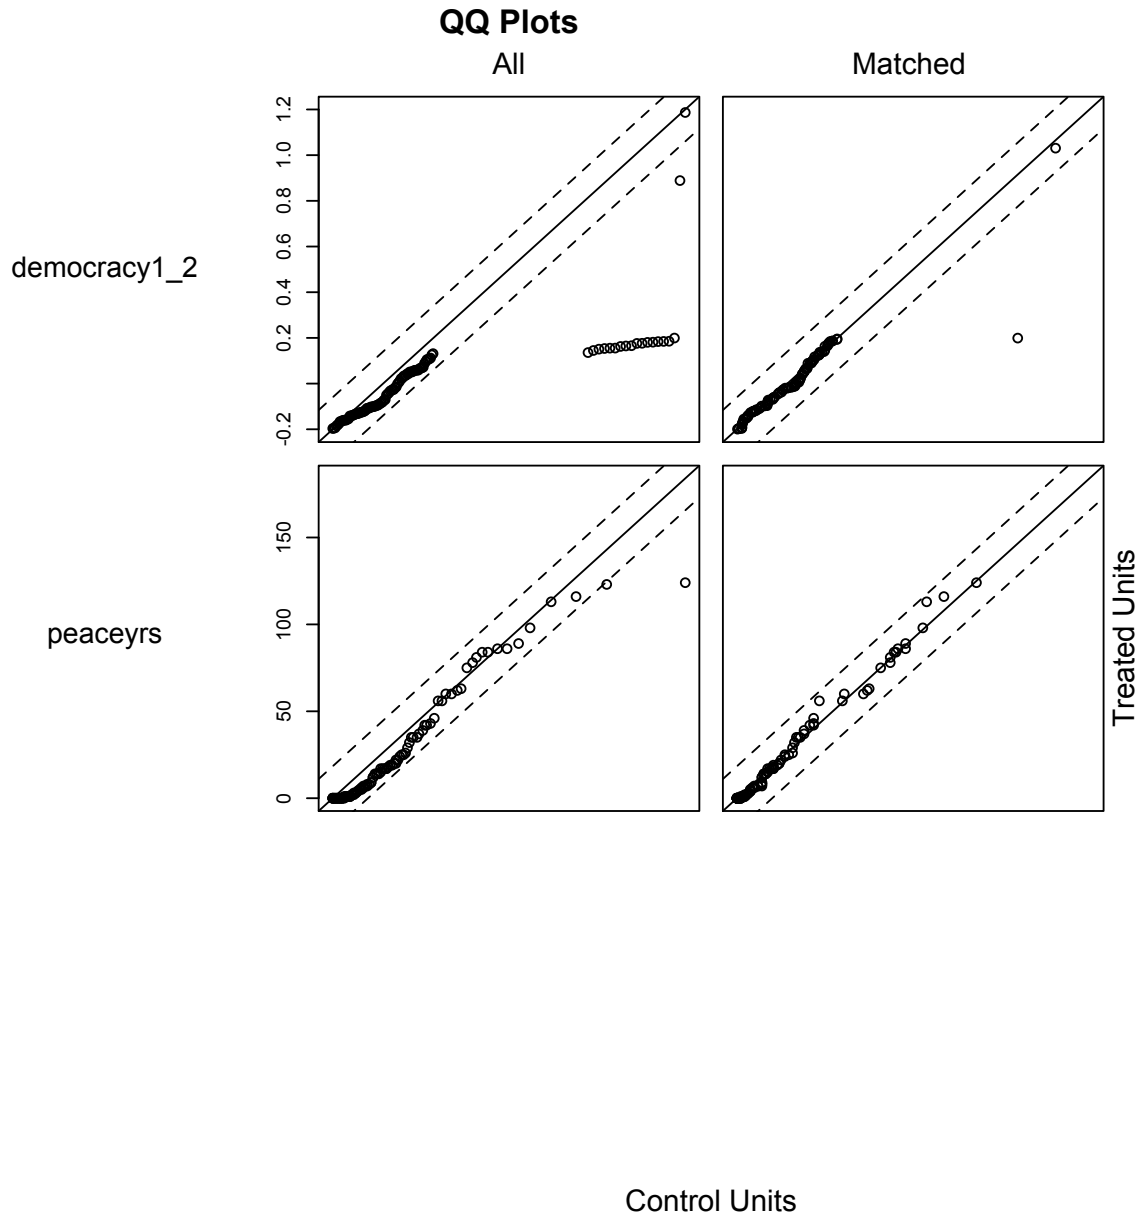 QQ Plots
All
Matched
democracy1_2
1.2
1.0
0.8
0.6
0.4
0.2
-0.2
peaceyrs
150
100
50
0
Treated Units
Control Units